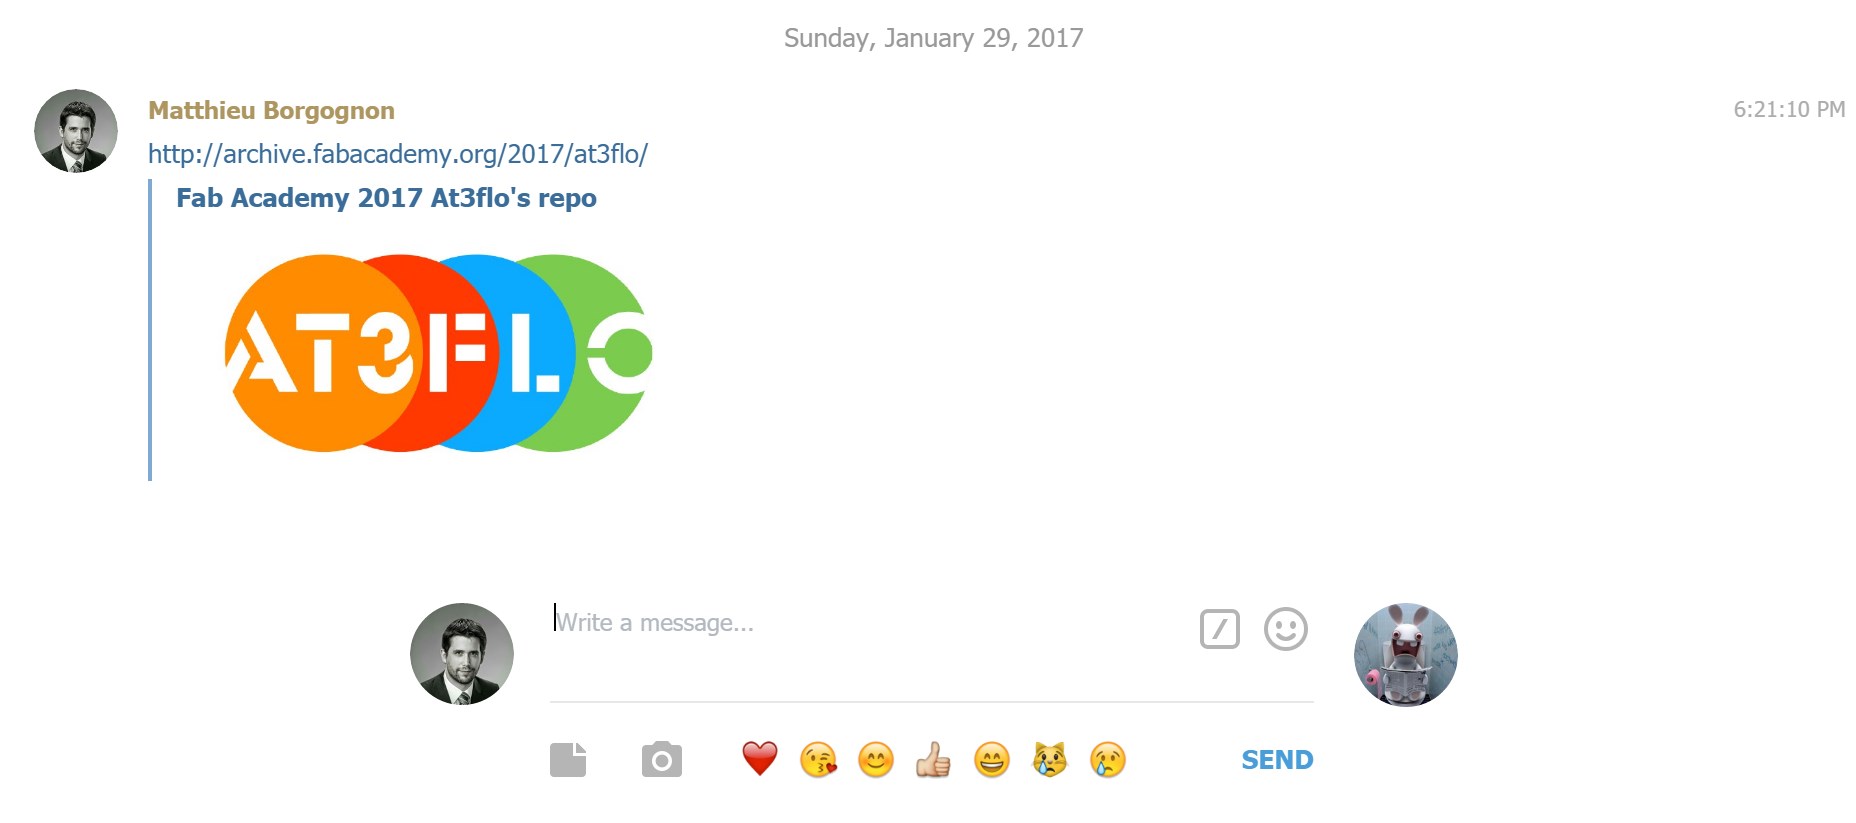 Sunday, January 29, 2017
Matthieu Borgognon
6:21:10 PM
http://archive.fabacademy.org/2017/at3flo/
Fab Academy 2017 At3flo's repo
AT3FLO
Write a message...
SEND